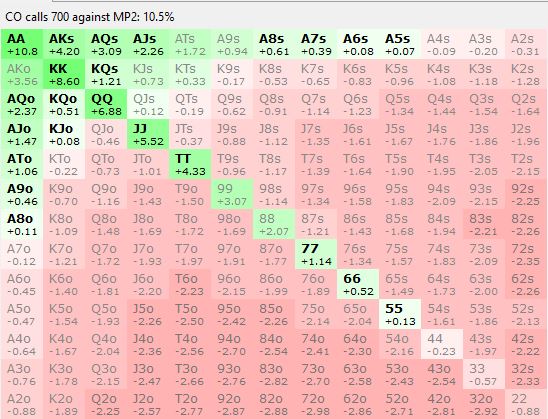 CO calls 700 against MP2: 10.5%
AA AKs AQs AJs ATs A9s A8s A7s A6s A5s A4s A3s A2s
+10.8 +4.20 +3.09 +2.26 +1.72 +0.94 +0.61 +0.39 +0.08 +0.07 -0.09 -0.20 -0.31
AKo KK KQs KJs KTs K9s K8s K7s K6s K5s K4s K3s K2s
+3.56 +8.60 +1.21 +0.73 +0.33 -0.17 -0.53 -0.65 -0.83 -0.96 -1.08 -1.18 -1.28
AQo KQo QQ QJs QTs Q9s Q8s Q7s Q6s Q5s Q4s Q3s Q2s
+2.37 +0.51 +6.88 +0.12 -0.19 -0.62 -0.91 -1.14 -1.23 -1.34 -1.44 -1.54 -1.64
AJo KJo QJo JJ JTs J9s J8s J7s J6s J5s J4s J3s J2s
+1.47 +0.08 -0.46 +5.52 -0.37 -0.88 -1.12 -1.35 -1.61 -1.67 -1.76 -1.86 -1.96
ATo KTo QTo JTo TT T9s T8s T7s T6s T5s T4s T3s T2s
+1.06 -0.22 -0.73 -1.01 +4.33 -0.96 -1.17 -1.39 -1.64 -1.90 -1.95 -2.05 -2.15
A9o K9o Q9o J9o T9o 99 98s 97s 96s 95s 94s 93s 92s
+0.46 -0.70 -1.16 -1.43 -1.50 +3.07 -1.14 -1.34 -1.58 -1.83 -2.09 -2.15 -2.25
A8o K8o Q8o J8o T8o 98o 88 87s 86s 85s 84s 83s 82s
+0.11 -1.09 -1.48 -1.69 -1.72 -1.69 +2.07 -1.21 -1.43 -1.68 -1.94 -2.21 -2.26
A7o K7o Q7o J7o T7o 97o 87o 77 76s 75s 74s 73s 72s
-0.12 -1.21 -1.72 -1.93 -1.97 -1.91 -1.77 +1.14 -1.34 -1.57 -1.83 -2.09 -2.35
A6o K6o Q6o J6o T6o 96o 86o 76o 66 65s 64s 63s 62s
-0.45 -1.40 -1.81 -2.20 -2.23 -2.15 -1.99 -1.89 +0.52 -1.49 -1.73 -2.00 -2.26
A5o K5o Q5o J5o T5o 95o 85o 75o 65o 55 54s 53s 52s
-0.47 -1.54 -1.93 -2.26 -2.50 -2.42 -2.26 -2.14 -2.04 +0.13 -1.61 -1.86 -2.13
A4o K4o Q4o J4o T4o 94o 84o 74o 64o 54o 44 43s 42s
-0.64 -1.67 -2.04 -2.36 -2.56 -2.70 -2.54 -2.41 -2.30 -2.16 -0.23 -1.97 -2.22
A3o K3o Q3o J3o T3o 93o 83o 73o 63o 53o 43o 33 32s
-0.76 -1.78 -2.15 -2.47 -2.66 -2.76 -2.82 -2.70 -2.58 -2.43 -2.54 -0.57 -2.33
A2o K2o Q2o J2o T2o 92o 82o 72o 62o 52o 42o 32o 22
-0.88 -1.89 -2.25 -2.57 -2.77 -2.87 -2.88 -2.98 -2.86 -2.71 -2.81 -2.92 -0.88